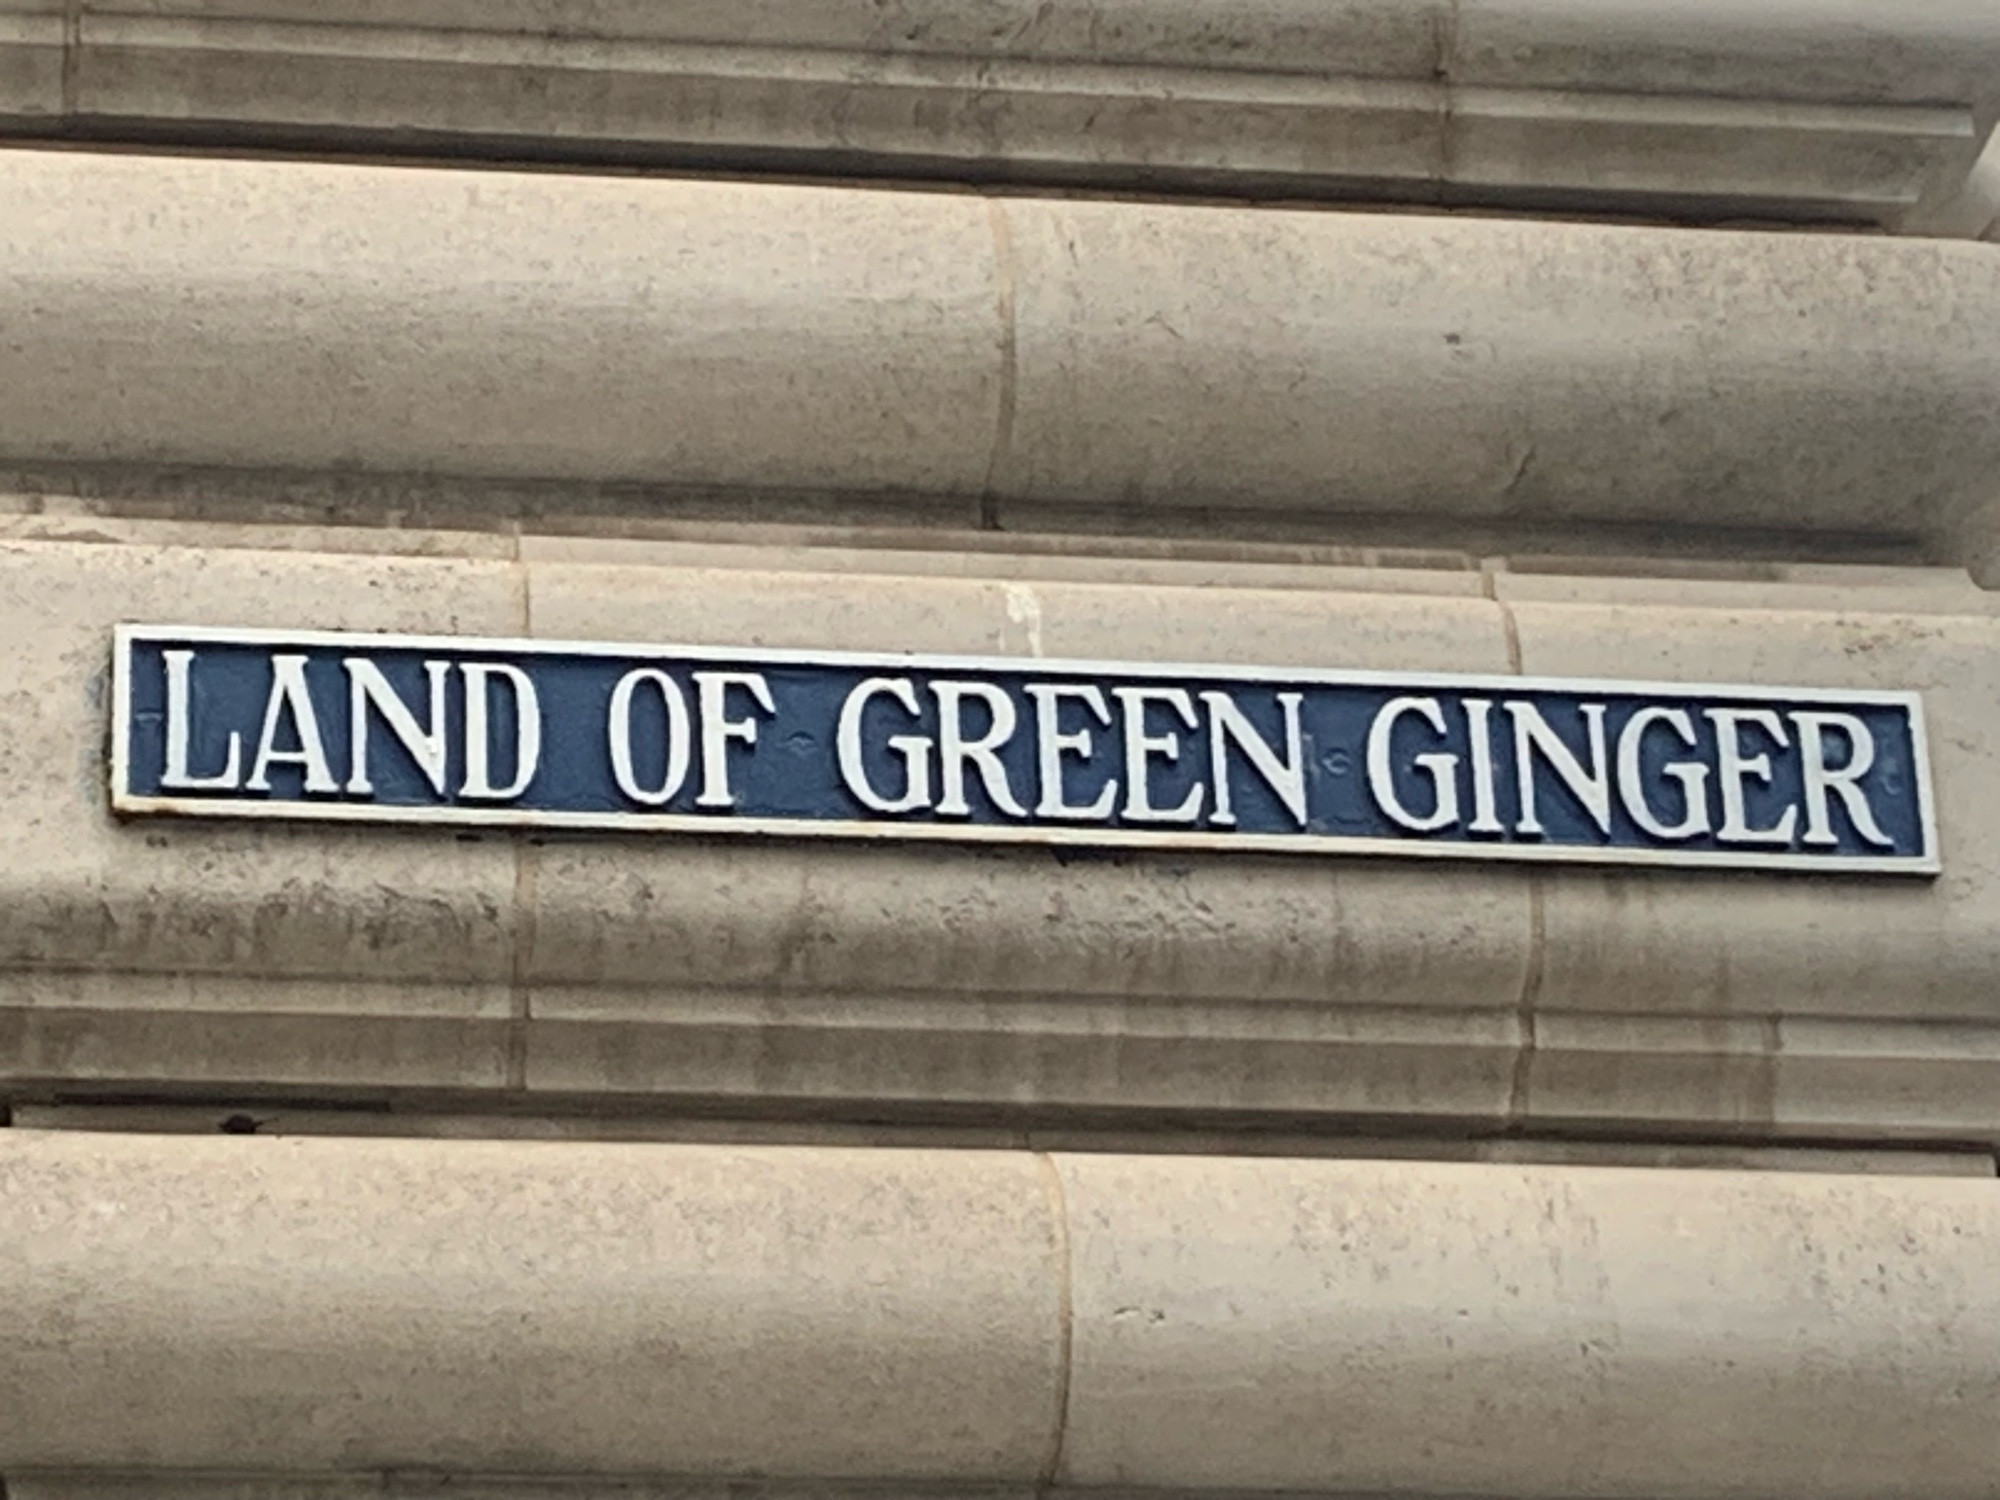 LAND OF GREEN GINGER